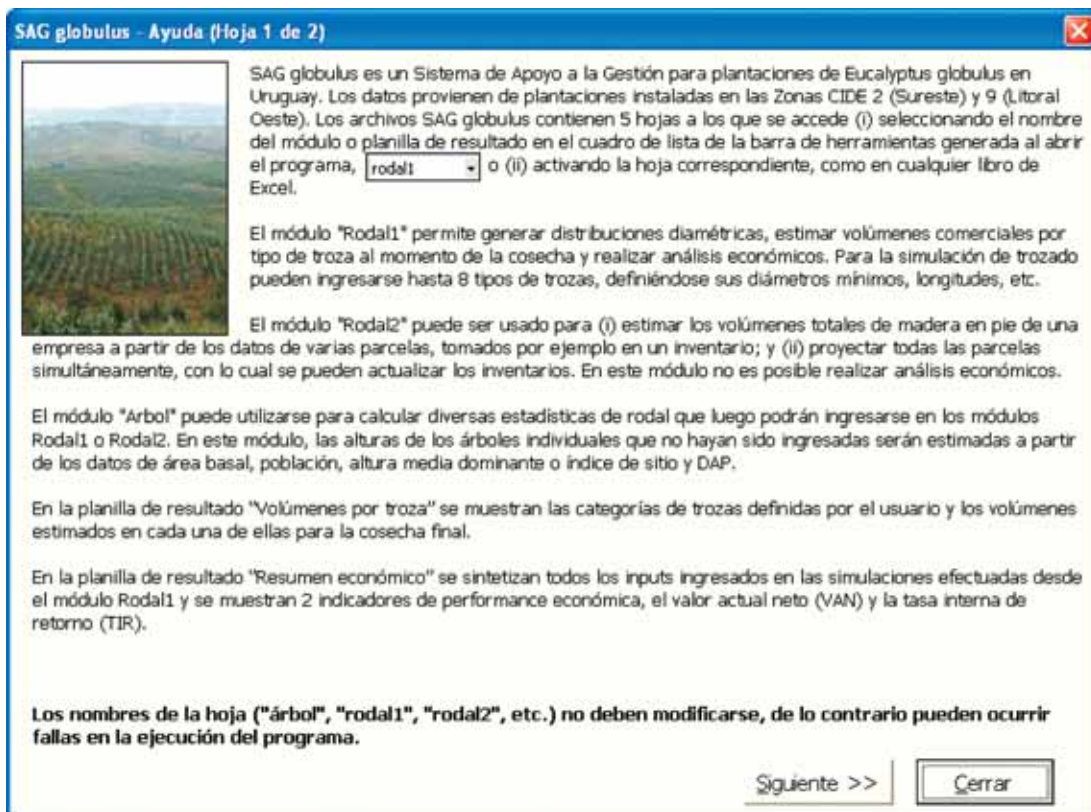 SAG globulus - Ayuda (Hoja 1 de 2)
SAG globulus es un Sistema de Apoyo a la Gestión para plantaciones de Eucalyptus globulus en
Uruguay. Los datos provienen de plantaciones instaladas en las Zonas CIDE 2 (Sureste) y 9 (Litoral
Oeste). Los archivos SAG globulus contienen 5 hojas a los que se accede (i) seleccionando el nombre
del módulo o planilla de resultado en el cuadro de lista de la barra de herramientas generada al abrir
el programa, rodal1 o (ii) activando la hoja correspondiente, como en cualquier libro de
Excel.
El módulo "Rodal1" permite generar distribuciones diamétricas, estimar volúmenes comerciales por
tipo de troza al momento de la cosecha y realizar análisis económicos. Para la simulación de trozado
pueden ingresarse hasta 8 tipos de trozas, definiéndose sus diámetros mínimos, longitudes, etc.
El módulo "Rodal2" puede ser usado para (i) estimar los volúmenes totales de madera en pie de una
empresa a partir de los datos de varias parcelas, tomados por ejemplo en un inventario; y (ii) proyectar todas las parcelas
simultáneamente, con lo cual se pueden actualizar los inventarios. En este módulo no es posible realizar análisis económicos.
El módulo "Arbol" puede utilizarse para calcular diversas estadísticas de rodal que luego podrán ingresarse en los módulos
Rodal1 o Rodal2. En este módulo, las alturas de los árboles individuales que no hayan sido ingresadas serán estimadas a partir
de los datos de área basal, población, altura media dominante o índice de sitio y DAP.
En la planilla de resultado "Volúmenes por troza" se muestran las categorías de trozas definidas por el usuario y los volúmenes
estimados en cada una de ellas para la cosecha final.
En la planilla de resultado "Resumen económico" se sintetizan todos los inputs ingresados en las simulaciones efectuadas desde
el módulo Rodal1 y se muestran 2 indicadores de performance económica, el valor actual neto (VAN) y la tasa interna de
retorno (TIR).
Los nombres de la hoja ("árbol", "rodal1", "rodal2", etc.) no deben modificarse, de lo contrario pueden ocurrir
fallas en la ejecución del programa.
Siguiente >> Cerrar